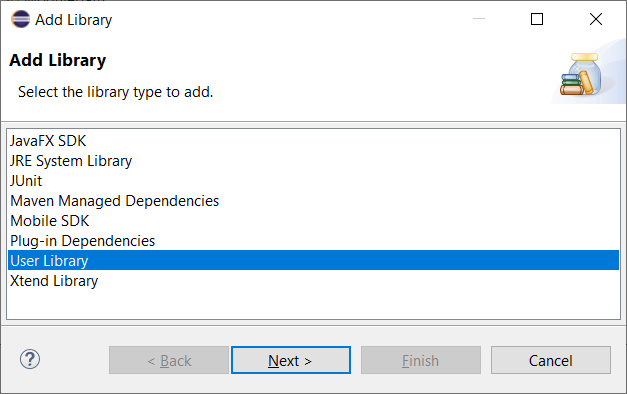 Add Library
Add Library
Select the library type to add.
JavaFX SDK
JRE System Library
JUnit
Maven Managed Dependencies
Mobile SDK
Plug-in Dependencies
User Library
Xtend Library
? < Back Next > Finish Cancel